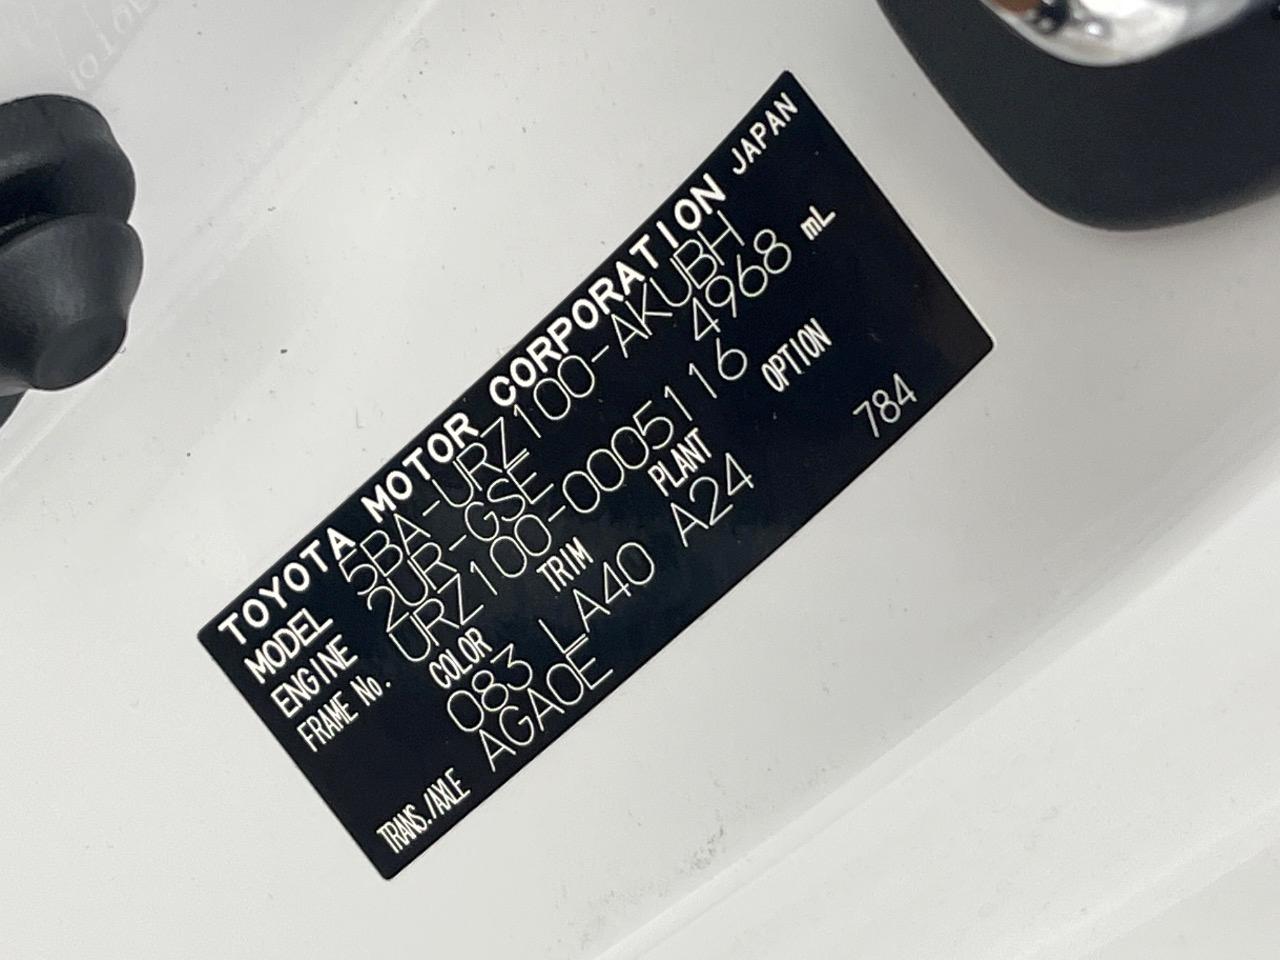 TOYOTA MOTOR CORPORATION JAPAN
MODEL 5BA-URZ100-AKUBH
ENGINE 2UR-GSE 4968 mL
FRAME No. URZ100-0005116
COLOR TRIM PLANT OPTION
083 LA40 A24 784
TRANS./AXLE AGA0E